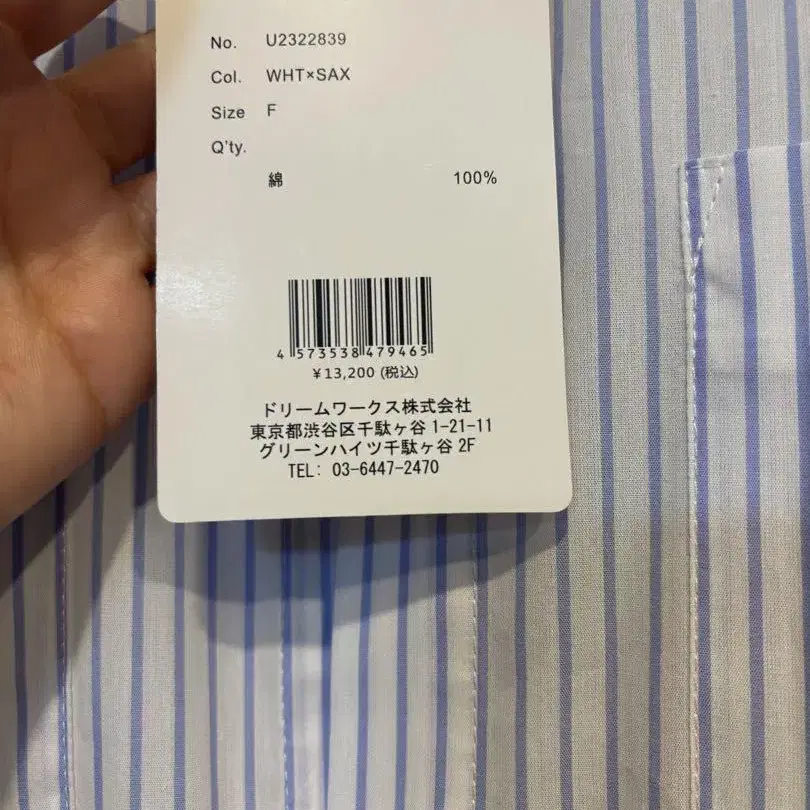 No. U2322839
Col. WHT×SAX
Size F
Q'ty.
綿 100%
4 573538 479465
¥13,200 (税込)
ドリームワークス株式会社
東京都渋谷区千駄ヶ谷 1-21-11
グリーンハイツ千駄ヶ谷 2F
TEL: 03-6447-2470